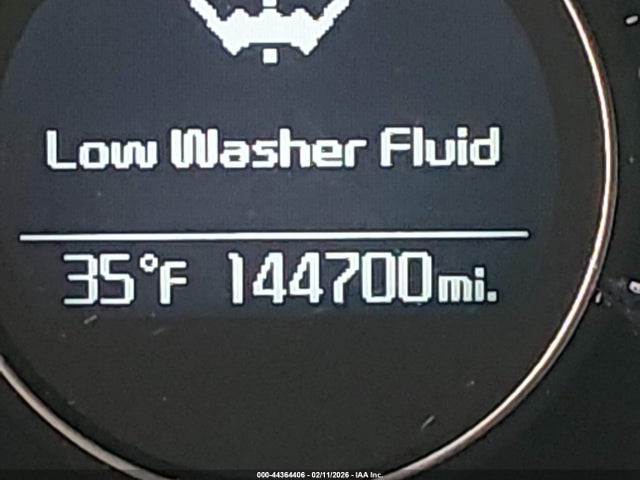 Low Washer Fluid
35°F 144700mi.
000-44364406 - 02/11/2026 - IAA Inc.